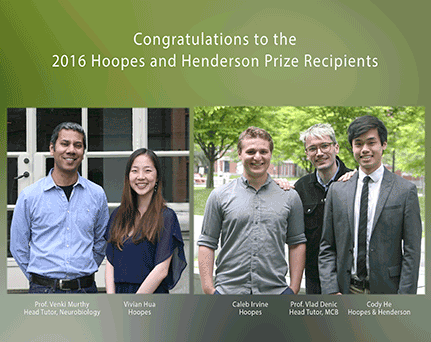 Congratulations to the
2016 Hoopes and Henderson Prize Recipients
Prof. Venki Murthy
Head Tutor, Neurobiology
Vivian Hua
Hoopes
Caleb Irvine
Hoopes
Prof. Vlad Denic
Head Tutor, MCB
Cody He
Hoopes & Henderson